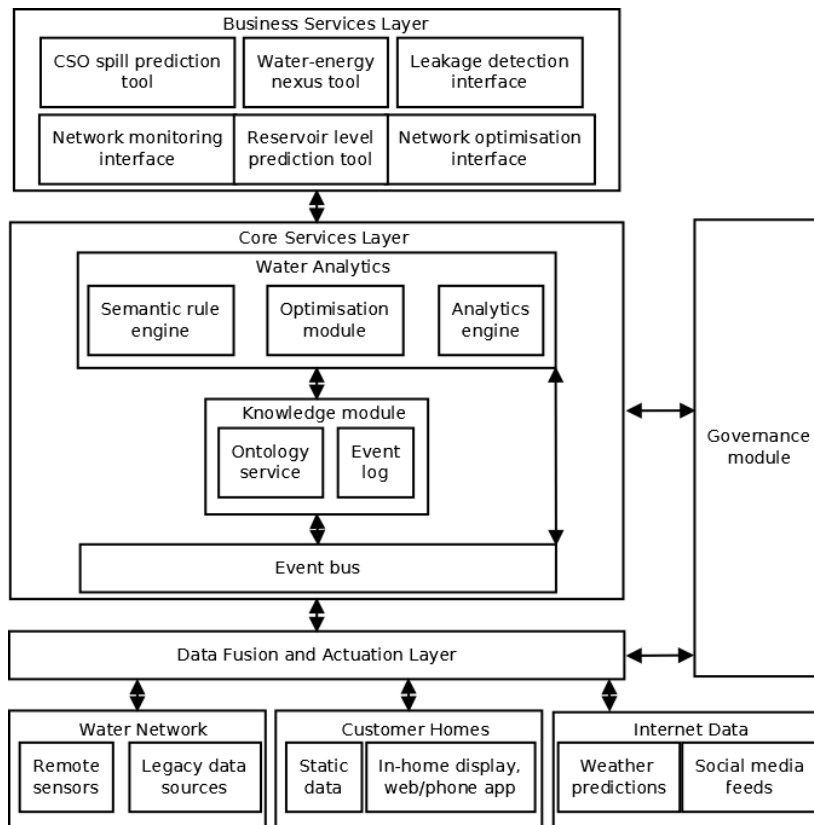 Business Services Layer
CSO spill prediction
tool
Water-energy
nexus tool
Leakage detection
interface
Network monitoring
interface
Reservoir level
prediction tool
Network optimisation
interface
Core Services Layer
Water Analytics
Semantic rule
engine
Optimisation
module
Analytics
engine
Knowledge module
Ontology
service
Event
log
Event bus
Governance
module
Data Fusion and Actuation Layer
Water Network
Remote
sensors
Legacy data
sources
Customer Homes
Static
data
In-home display,
web/phone app
Internet Data
Weather
predictions
Social media
feeds